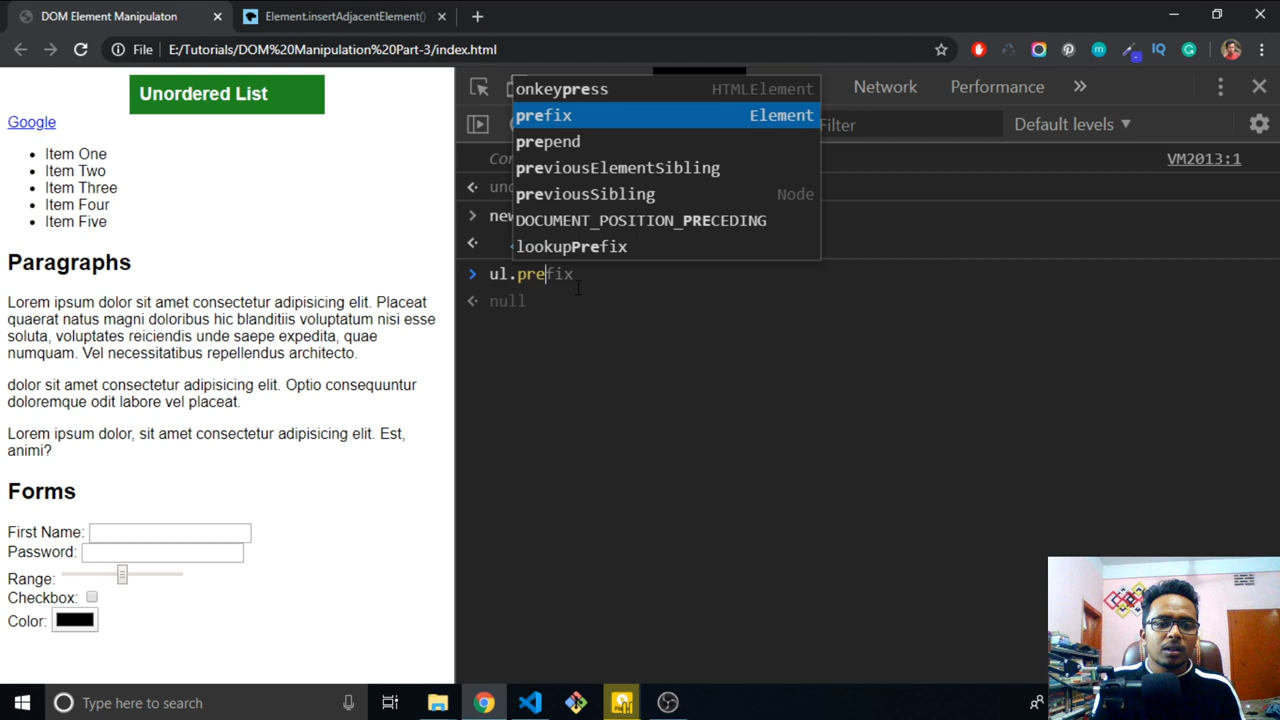 DOM Element Manipulaton
Element.insertAdjacentElement()
File
E:/Tutorials/DOM%20Manipulation%20Part-3/index.html
Unordered List
Google
Item One
Item Two
Item Three
Item Four
Item Five
Paragraphs
Lorem ipsum dolor sit amet consectetur adipisicing elit. Placeat
quaerat natus magni doloribus hic blanditiis voluptatum nisi esse
soluta, voluptates reiciendis unde saepe expedita, quae
numquam. Vel necessitatibus repellendus architecto.
dolor sit amet consectetur adipisicing elit. Optio consequuntur
doloremque odit labore vel placeat.
Lorem ipsum dolor, sit amet consectetur adipisicing elit. Est,
animi?
Forms
First Name:
Password:
Range:
Checkbox:
Color:
Network
Performance
Filter
Default levels
VM2013:1
new
onkeypress HTMLElement
prefix Element
prepend
previousElementSibling
previousSibling Node
DOCUMENT_POSITION_PRECEDING
lookupPrefix
ul.prefix
null
Type here to search